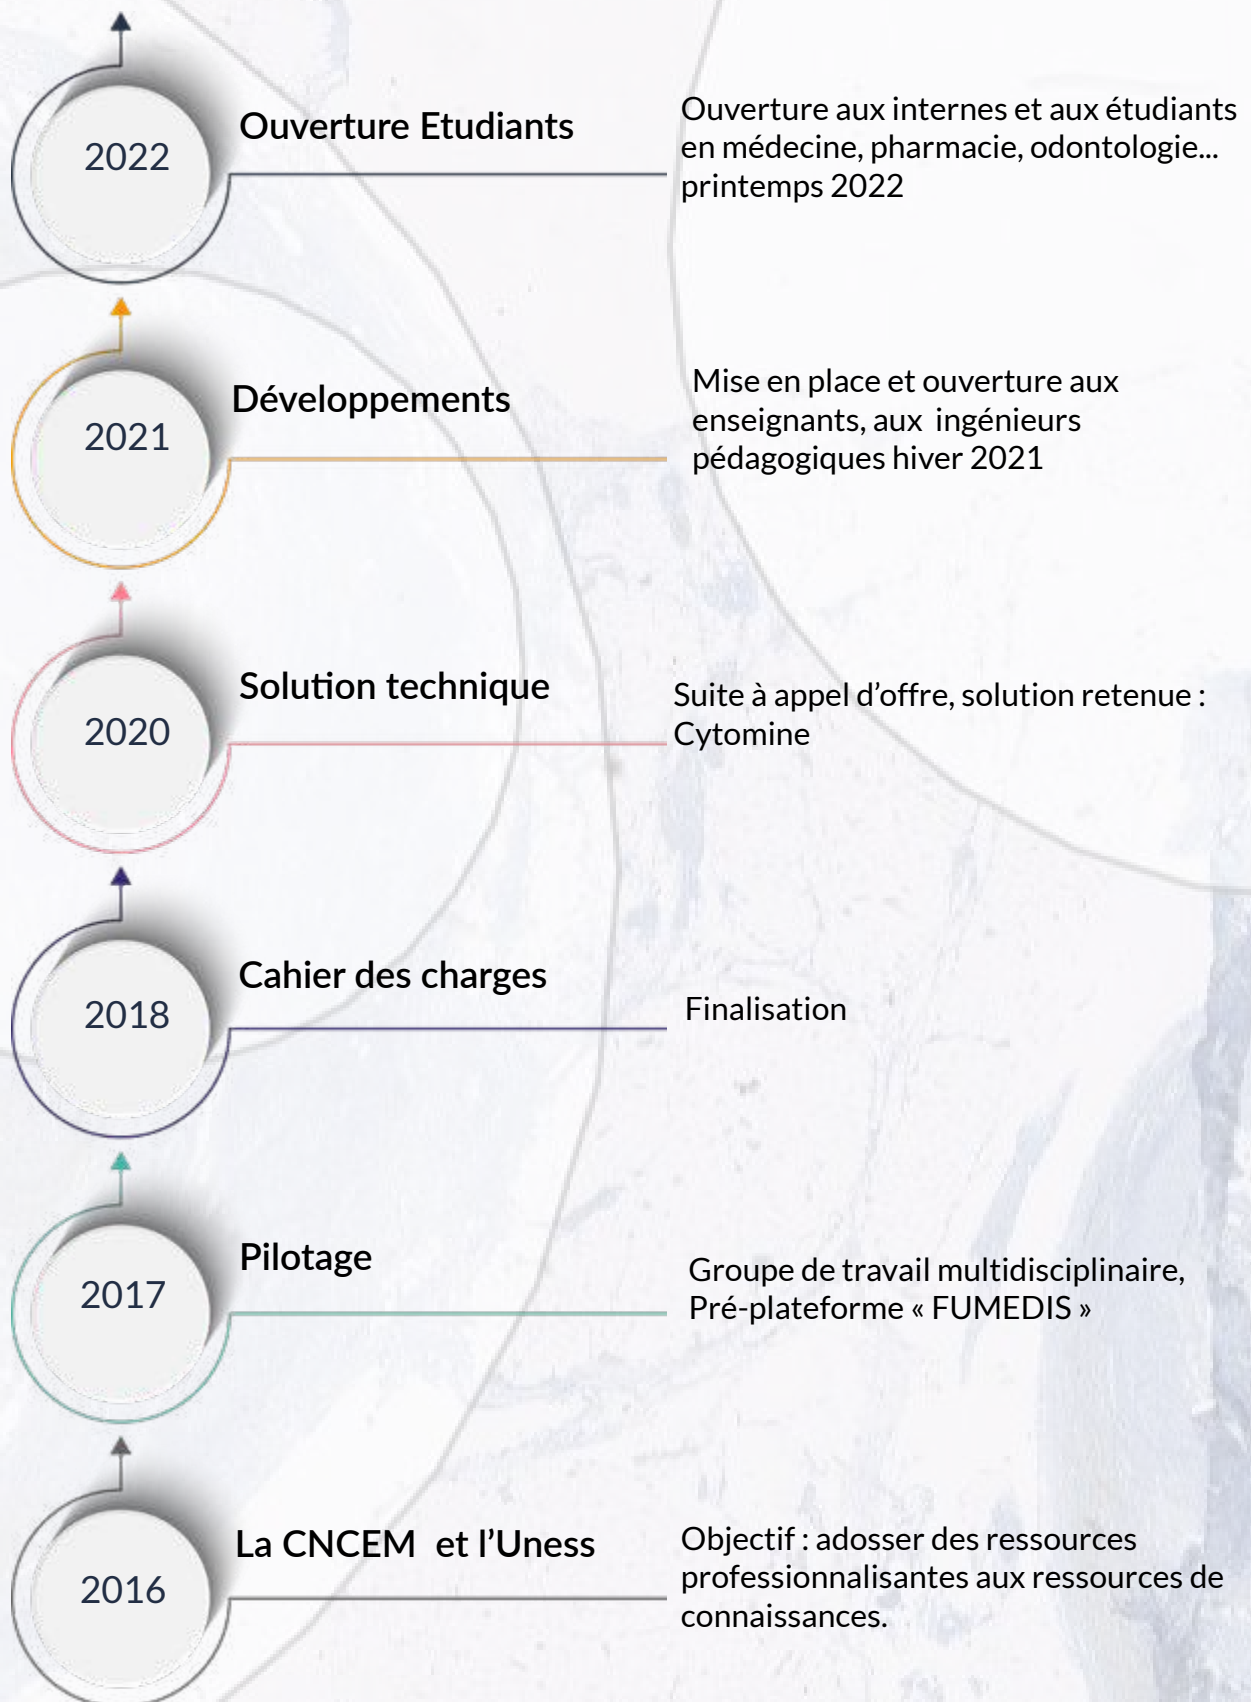 2022
Ouverture Etudiants
Ouverture aux internes et aux étudiants
en médecine, pharmacie, odontologie...
printemps 2022
2021
Développements
Mise en place et ouverture aux
enseignants, aux  ingénieurs
pédagogiques hiver 2021
2020
Solution technique
Suite à appel d’offre, solution retenue :
Cytomine
2018
Cahier des charges
Finalisation
2017
Pilotage
Groupe de travail multidisciplinaire,
Pré-plateforme « FUMEDIS »
2016
La CNCEM  et l’Uness
Objectif : adosser des ressources
professionnalisantes aux ressources de
connaissances.